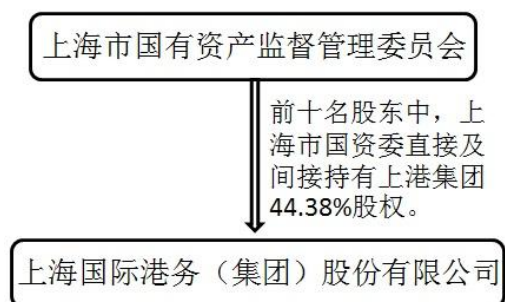 上海市国有资产监督管理委员会
前十名股东中，上
海市国资委直接及
间接持有上港集团
44.38%股权。
上海国际港务（集团）股份有限公司